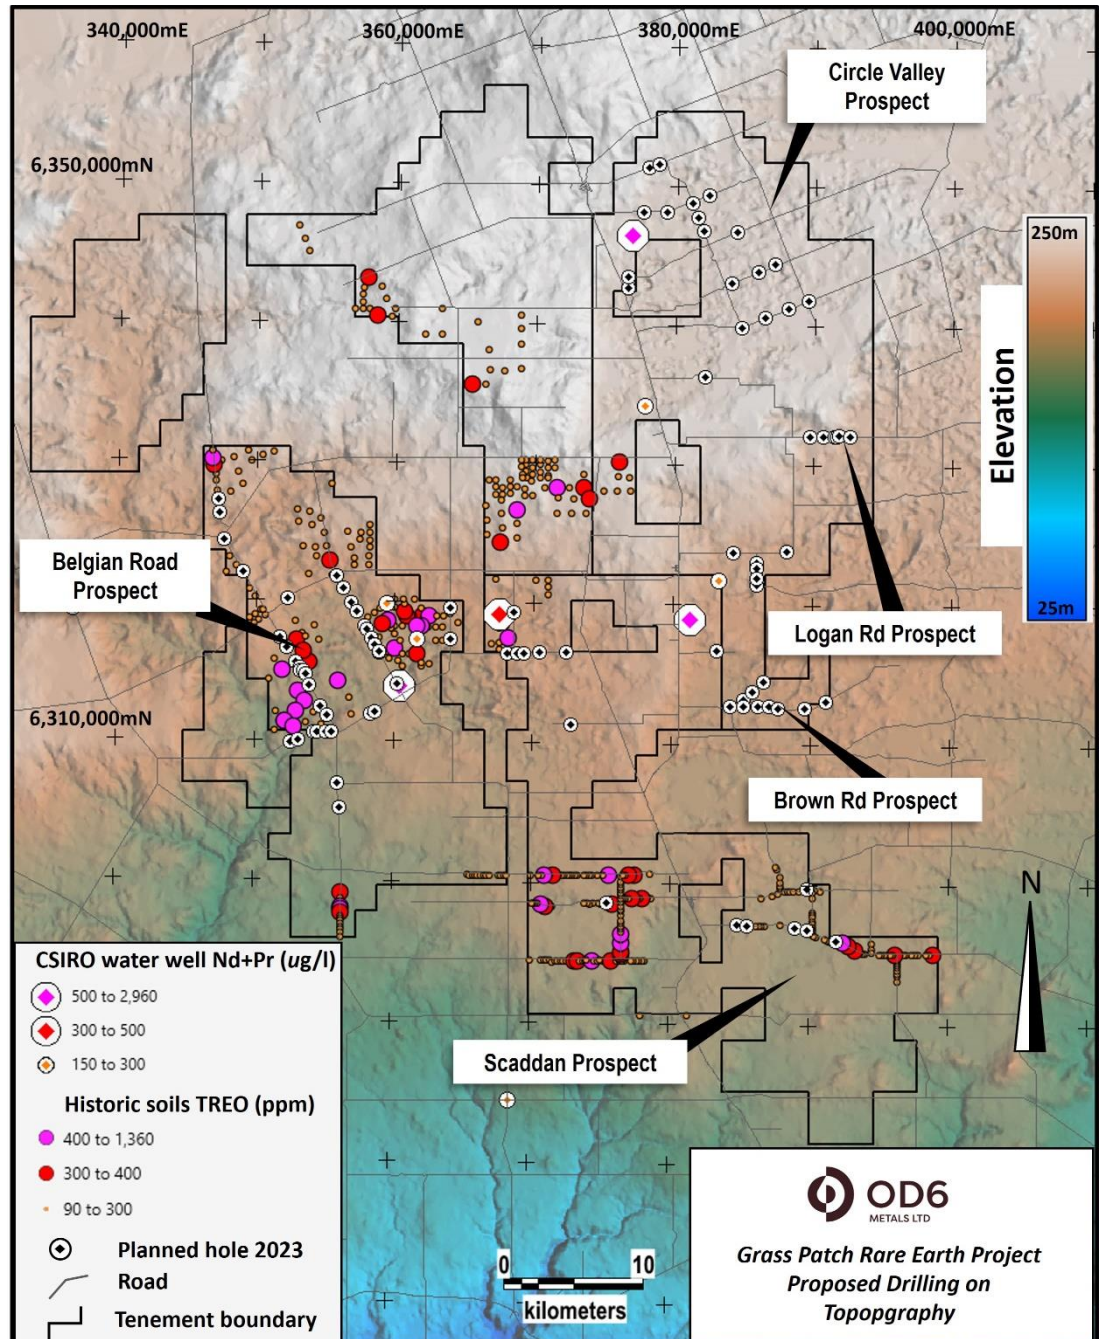 340,000mE
360,000mE
380,000mE
400,000mE
Circle Valley
Prospect
6,350,000mN
250m
Elevation
25m
Belgian Road
Prospect
Logan Rd Prospect
6,310,000mN
Brown Rd Prospect
N
Scaddan Prospect
CSIRO water well Nd+Pr (ug/l)
500 to 2,960
300 to 500
150 to 300
Historic soils TREO (ppm)
400 to 1,360
300 to 400
90 to 300
Planned hole 2023
Road
Tenement boundary
0
10
kilometers
OD6
METALS LTD
Grass Patch Rare Earth Project
Proposed Drilling on
Topopgraphy